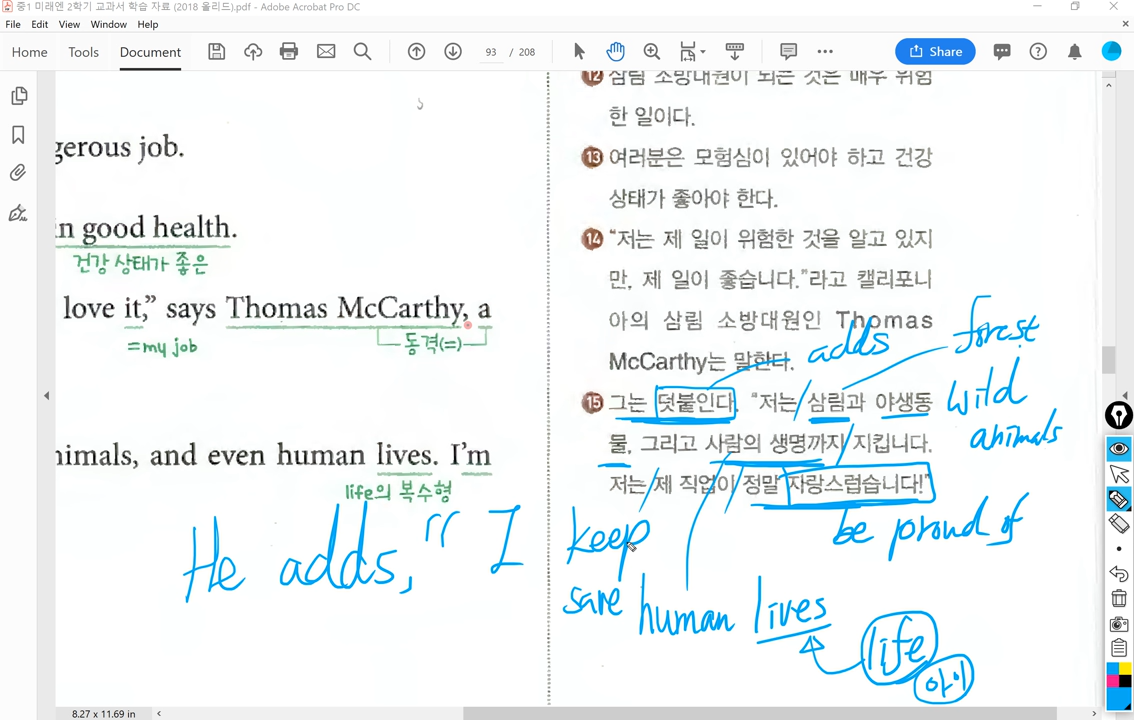 중1 미래엔 2학기 교과서 학습 자료 (2018 올리드).pdf - Adobe Acrobat Pro DC
File Edit View Window Help
Home Tools Document 93 / 208 Share
gerous job.
in good health.
건강 상태가 좋은
love it,” says Thomas McCarthy, a
=my job 동격(=)
nimals, and even human lives. I’m
life의 복수형
He adds, “ I
12 삼림 소방대원이 되는 것은 매우 위험
한 일이다.
13 여러분은 모험심이 있어야 하고 건강
상태가 좋아야 한다.
14 “저는 제 일이 위험한 것을 알고 있지
만, 제 일이 좋습니다.”라고 캘리포니
아의 삼림 소방대원인 Thomas
McCarthy는 말한다.
adds forest
15 그는 덧붙인다. “저는 삼림과 야생동
물, 그리고 사람의 생명까지 지킵니다.
저는 제 직업이 정말 자랑스럽습니다!”
wild
animals
keep be proud of
save human lives
life
아이
8.27 x 11.69 in